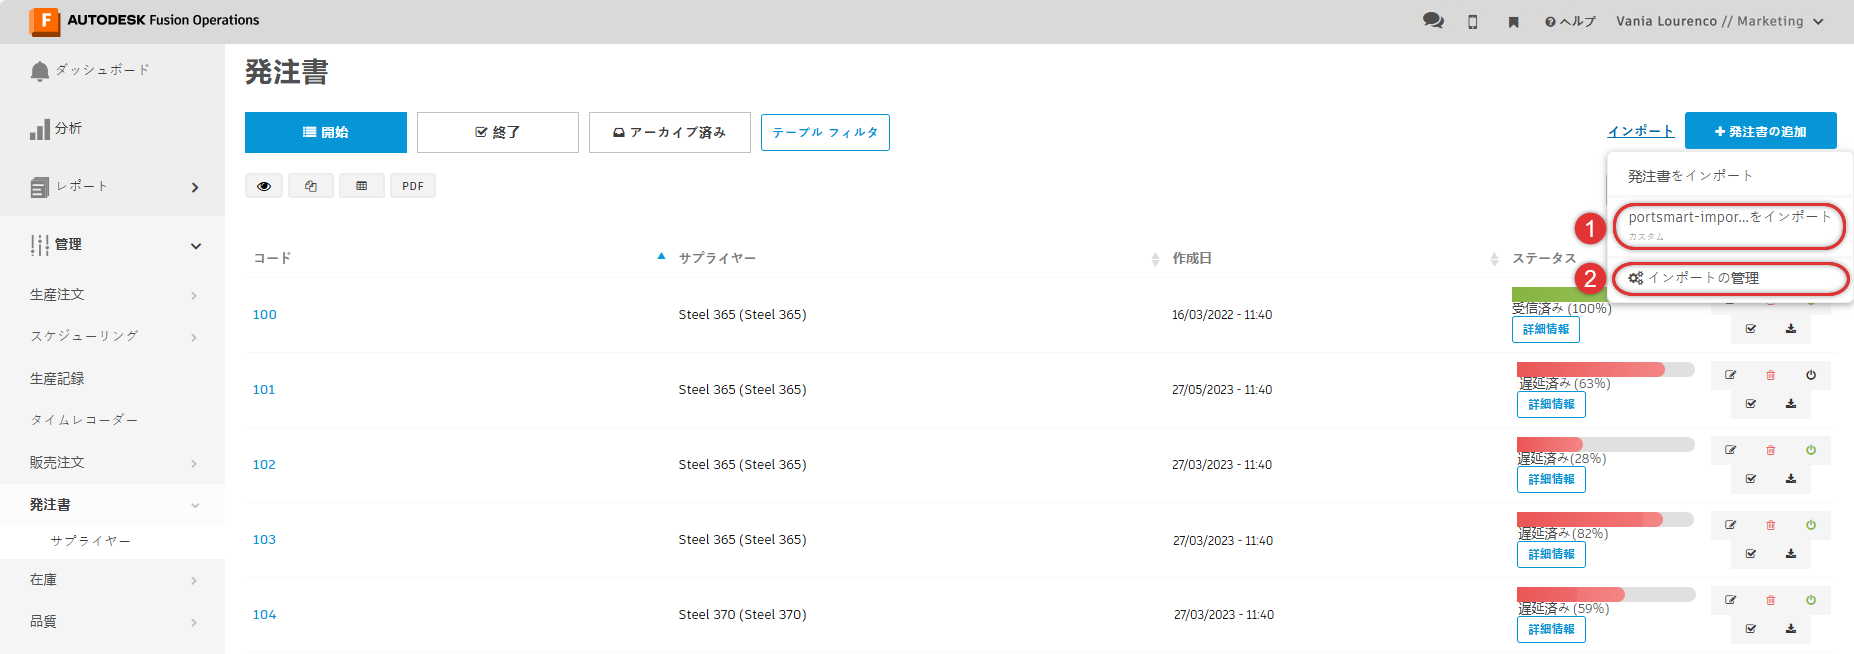 F AUTODESK Fusion Operations
ヘルプ
Vania Lourenco // Marketing
ダッシュボード
分析
レポート
管理
生産注文
スケジューリング
生産記録
タイムレコーダー
販売注文
発注書
サプライヤー
在庫
品質
発注書
開始
終了
アーカイブ済み
テーブル フィルタ
インポート
+ 発注書の追加
PDF
発注書をインポート
1
portsmart-impor...をインポート
カスタム
2
インポートの管理
コード
サプライヤー
作成日
ステータス
100
Steel 365 (Steel 365)
16/03/2022 - 11:40
受信済み (100%)
詳細情報
101
Steel 365 (Steel 365)
27/05/2023 - 11:40
遅延済み (63%)
詳細情報
102
Steel 365 (Steel 365)
27/03/2023 - 11:40
遅延済み (28%)
詳細情報
103
Steel 365 (Steel 365)
27/03/2023 - 11:40
遅延済み (82%)
詳細情報
104
Steel 370 (Steel 370)
27/03/2023 - 11:40
遅延済み (59%)
詳細情報